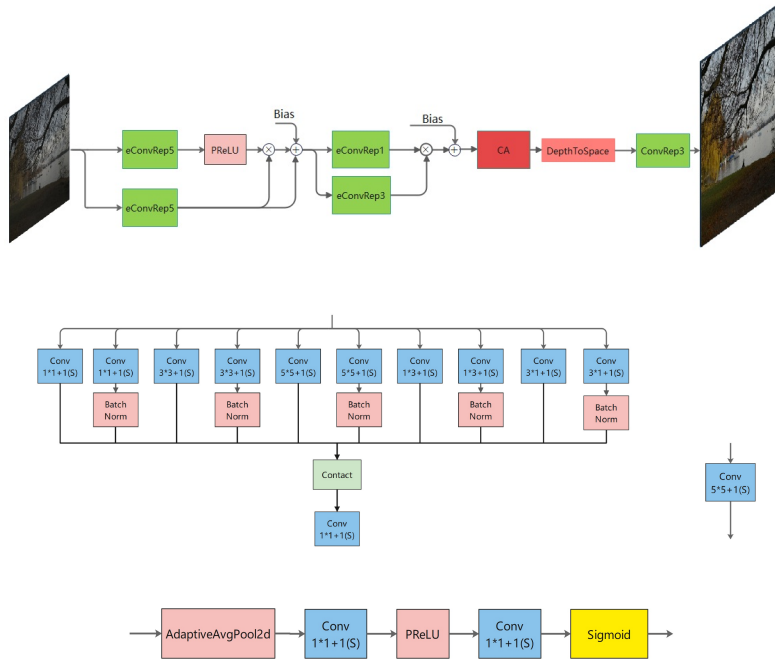 Bias
Bias
eConvRep5
PReLU
eConvRep1
CA
DepthToSpace
ConvRep3
eConvRep5
eConvRep3
Conv
1*1+1(S)
Conv
1*1+1(S)
Conv
3*3+1(S)
Conv
3*3+1(S)
Conv
5*5+1(S)
Conv
5*5+1(S)
Conv
1*3+1(S)
Conv
1*3+1(S)
Conv
3*1+1(S)
Conv
3*1+1(S)
Batch
Norm
Batch
Norm
Batch
Norm
Batch
Norm
Batch
Norm
Contact
Conv
5*5+1(S)
Conv
1*1+1(S)
AdaptiveAvgPool2d
Conv
1*1+1(S)
PReLU
Conv
1*1+1(S)
Sigmoid